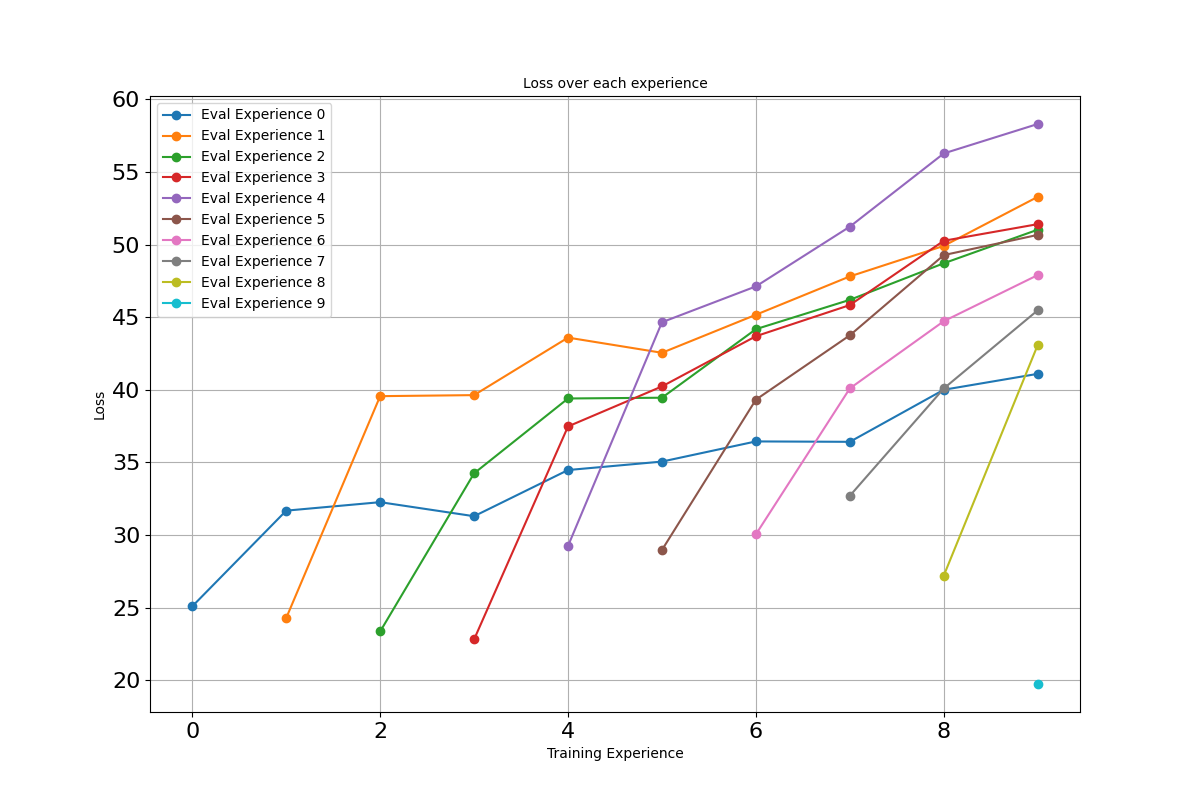 Loss over each experience
60
55
50
45
40
35
30
25
20
Loss
Eval Experience 0
Eval Experience 1
Eval Experience 2
Eval Experience 3
Eval Experience 4
Eval Experience 5
Eval Experience 6
Eval Experience 7
Eval Experience 8
Eval Experience 9
0 2 4 6 8
Training Experience